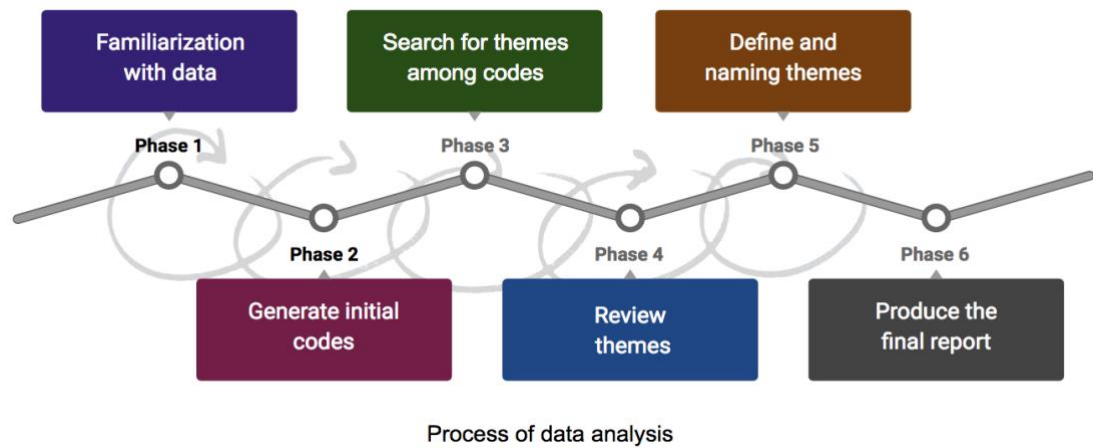 Familiarization
with data
Search for themes
among codes
Define and
naming themes
Phase 1
Phase 3
Phase 5
Phase 2
Phase 4
Phase 6
Generate initial
codes
Review
themes
Produce the
final report
Process of data analysis